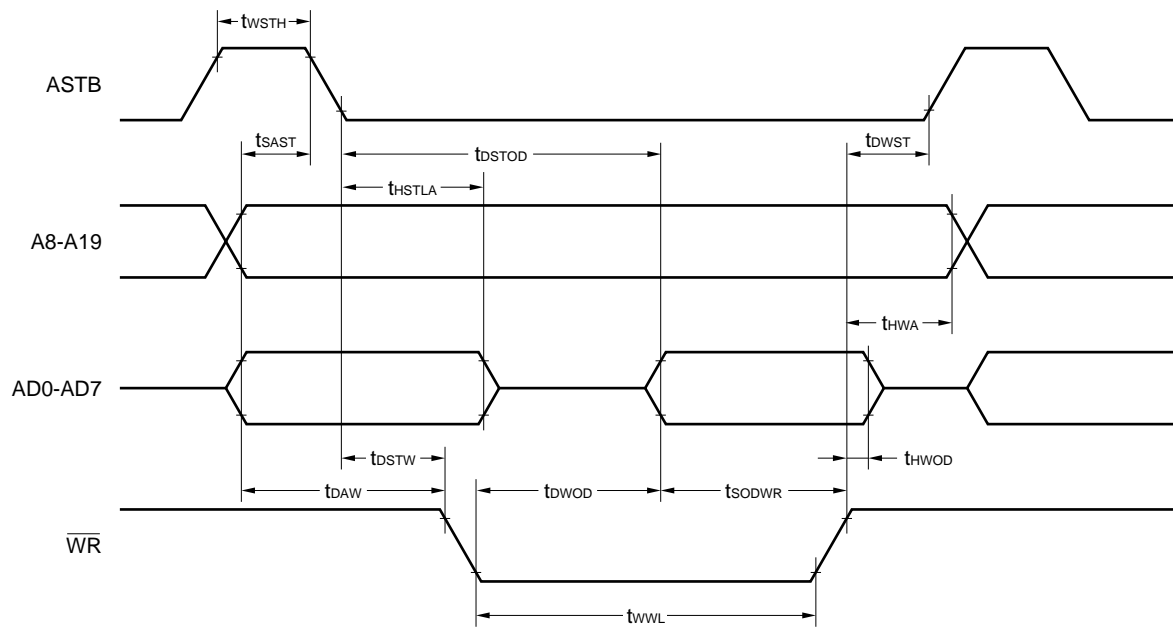 tWSTH
ASTB
tSAST
tDSTOD
tDWST
tHSTLA
A8-A19
tHWA
AD0-AD7
tDSTW
tHWOD
tDAW
tDWOD
tSODWR
WR
tWWL